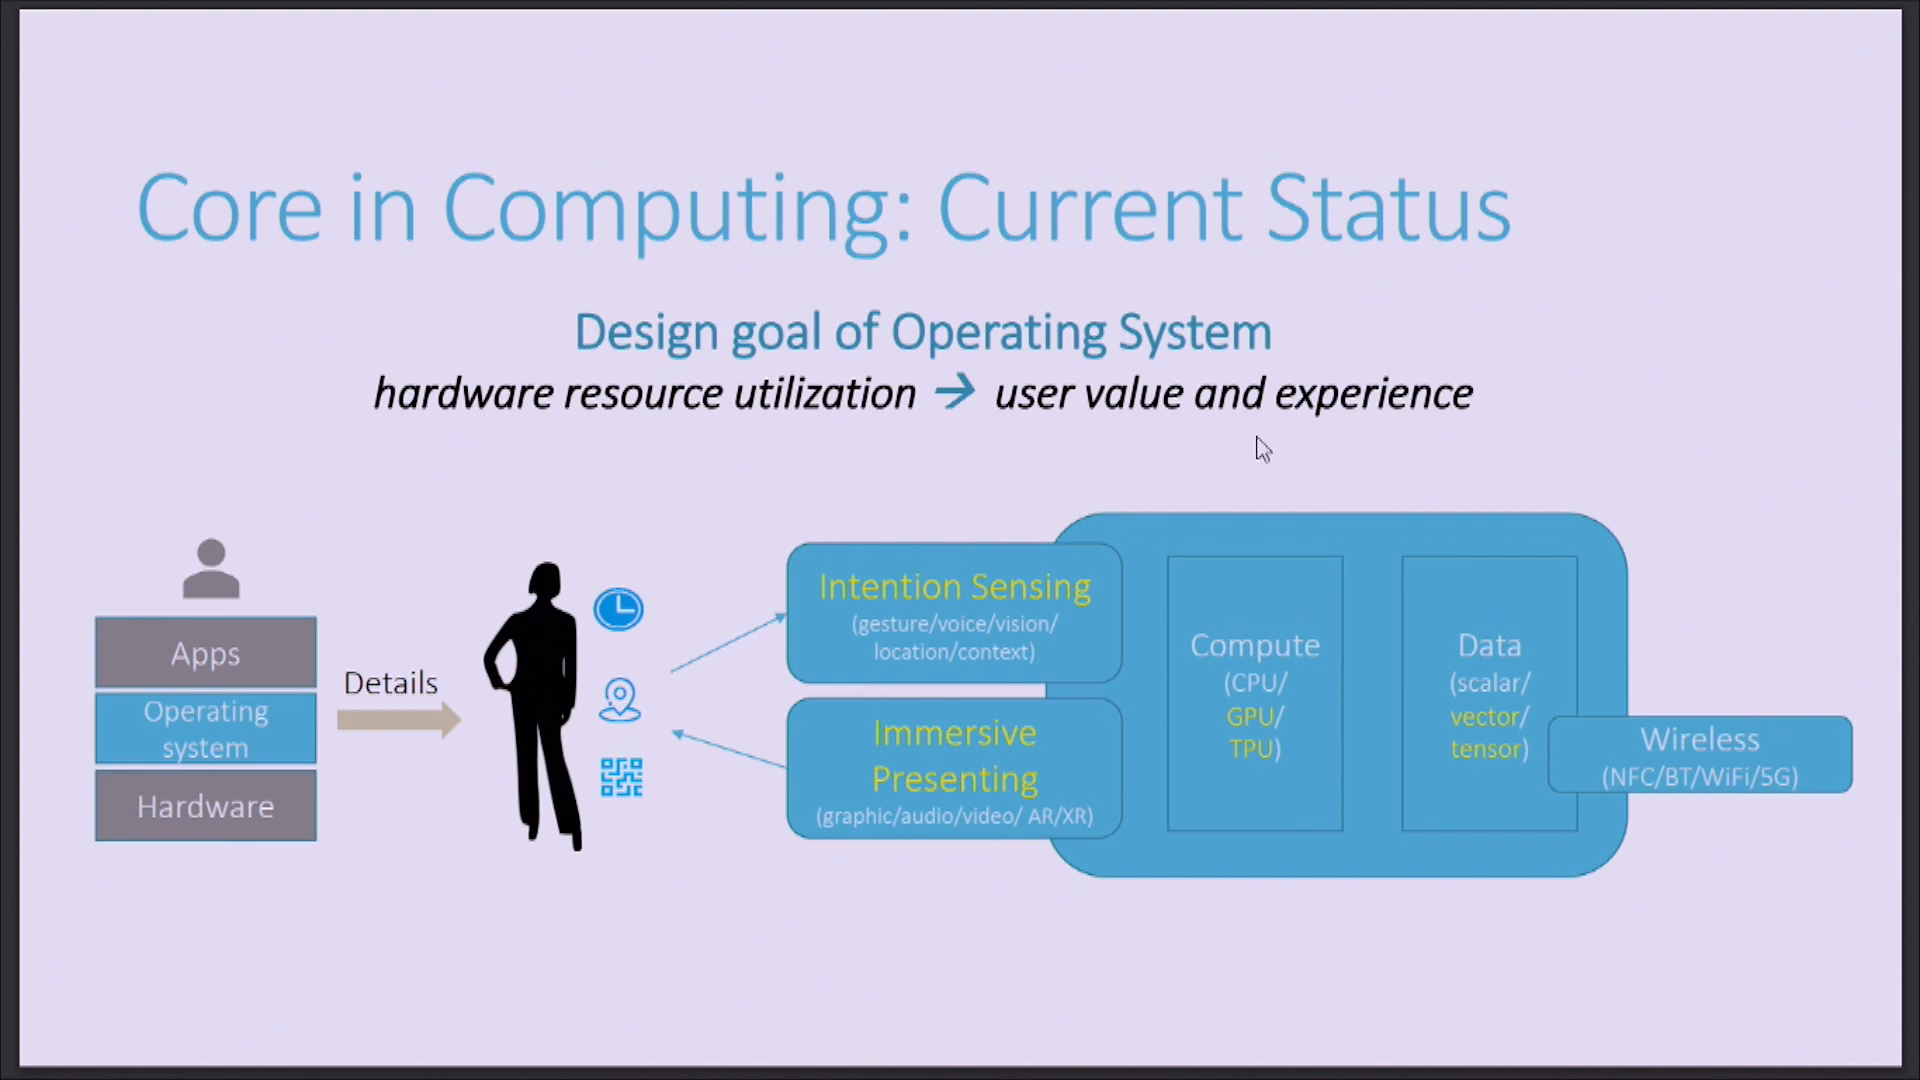 Core in Computing: Current Status
Design goal of Operating System
hardware resource utilization → user value and experience
Apps
Operating
system
Hardware
Details
Intention Sensing
(gesture/voice/vision/
location/context)
Immersive
Presenting
(graphic/audio/video/ AR/XR)
Compute
(CPU/
GPU/
TPU)
Data
(scalar/
vector/
tensor)
Wireless
(NFC/BT/WiFi/5G)